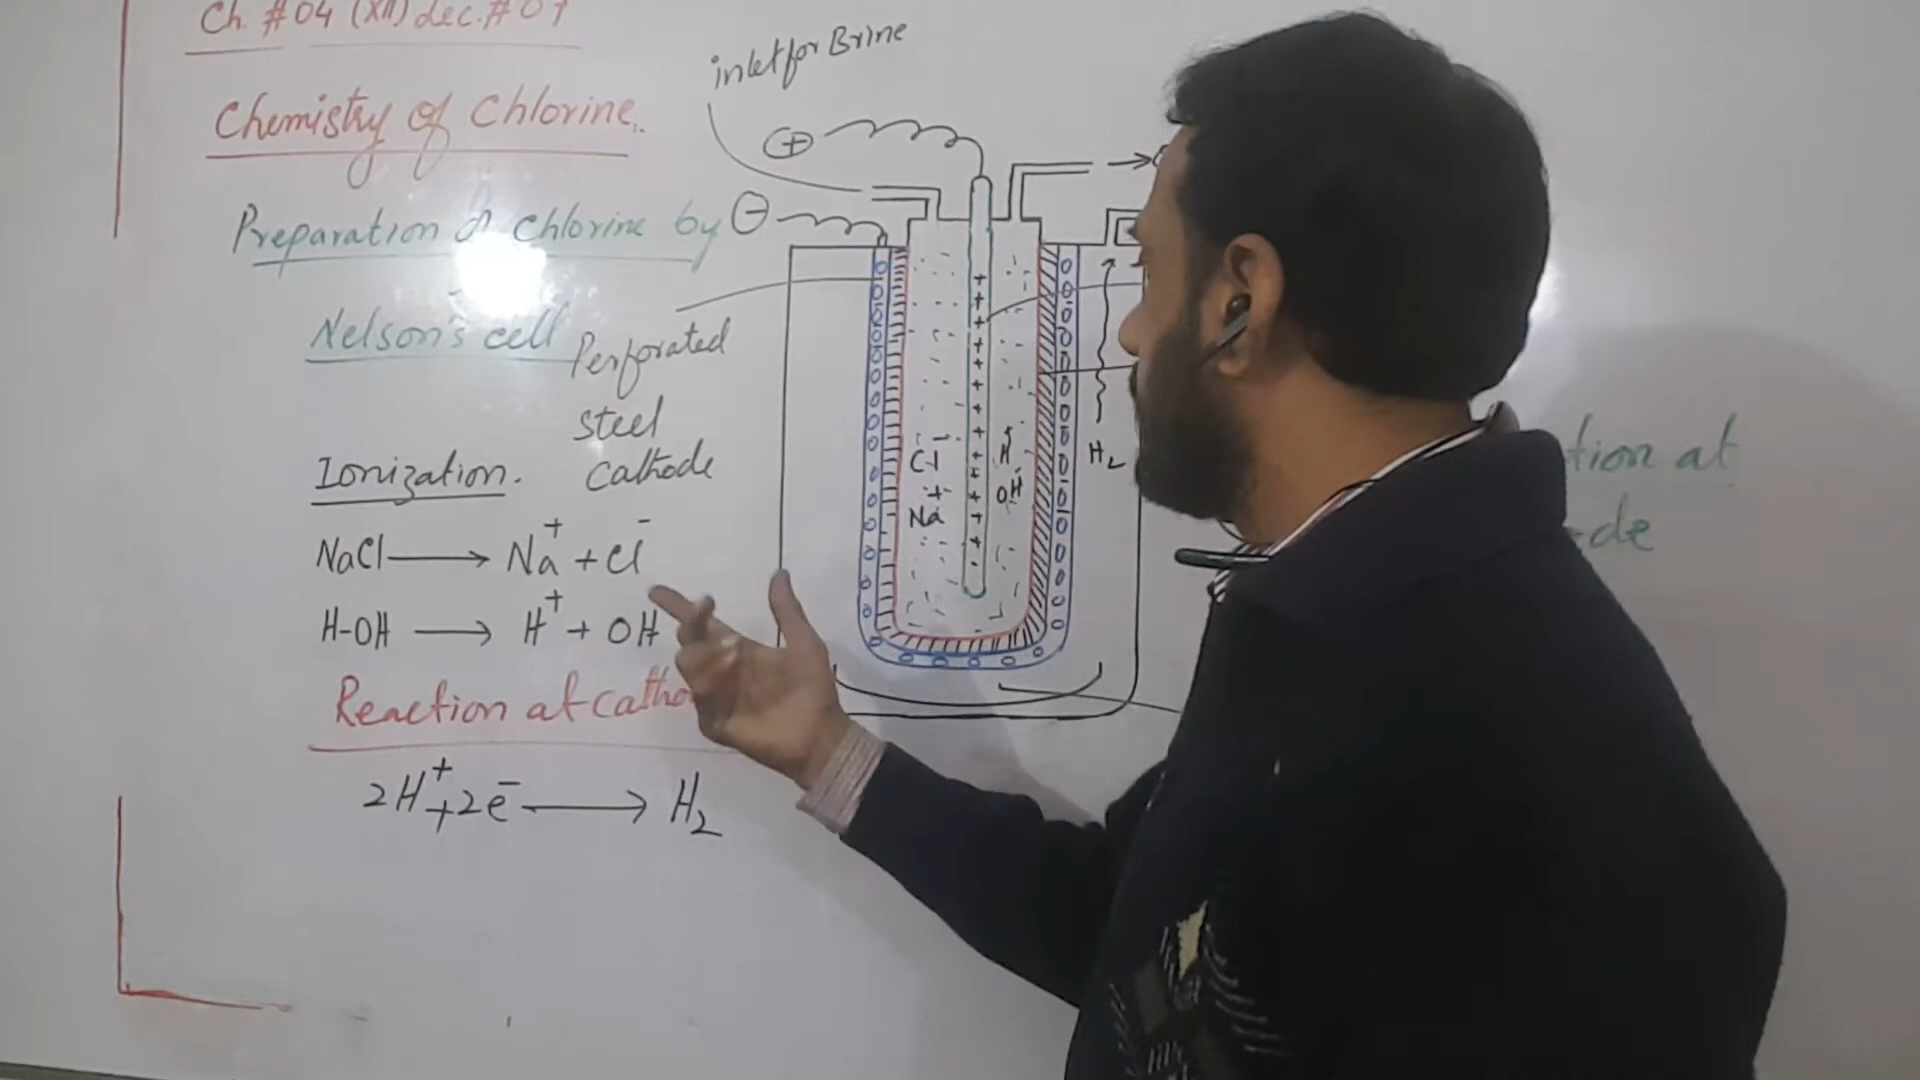 Ch. #04 (XII) Lec.#07
Chemistry of Chlorine.
Preparation of Chlorine by
Nelson's cell
inlet for Brine
+
−
Perforated
steel
cathode
Ionization.
NaCl ⟶ Na⁺ + Cl⁻
H-OH ⟶ H⁺ + OH
Reaction at
2H⁺ + 2e⁻ ⟶ H₂
Cl⁻
Na⁺
H⁺
OH⁻
H₂
at